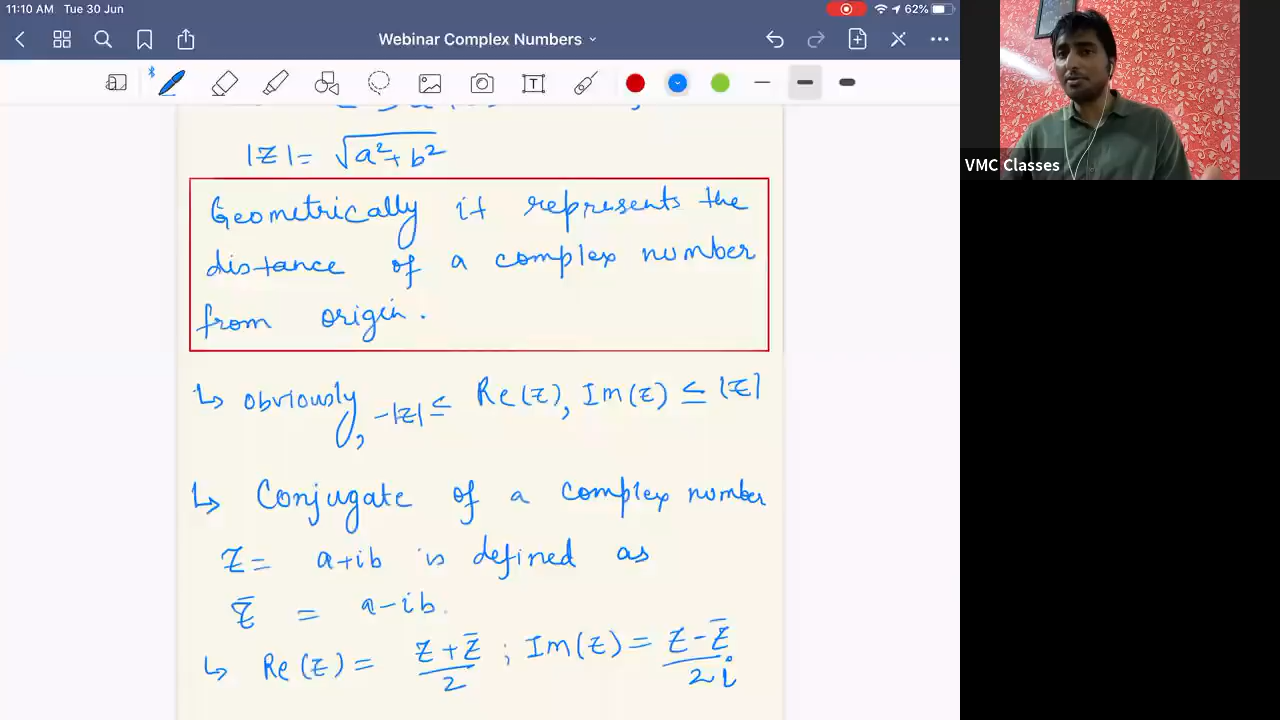 11:10 AM Tue 30 Jun
62%
Webinar Complex Numbers
T
|z| = √a²+b²
Geometrically it represents the
distance of a complex number
from origin.
↳ obviously, -|z| ≤ Re(z), Im(z) ≤ |z|
↳ Conjugate of a complex number
z = a+ib is defined as
z̄ = a-ib.
↳ Re(z) = z+z̄/2 ; Im(z) = z-z̄/2i
VMC Classes